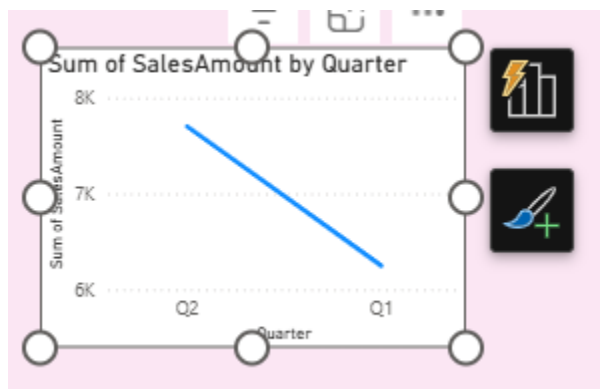 Sum of SalesAmount by Quarter
8K
7K
6K
Sum of SalesAmount
Q2 Q1
Quarter